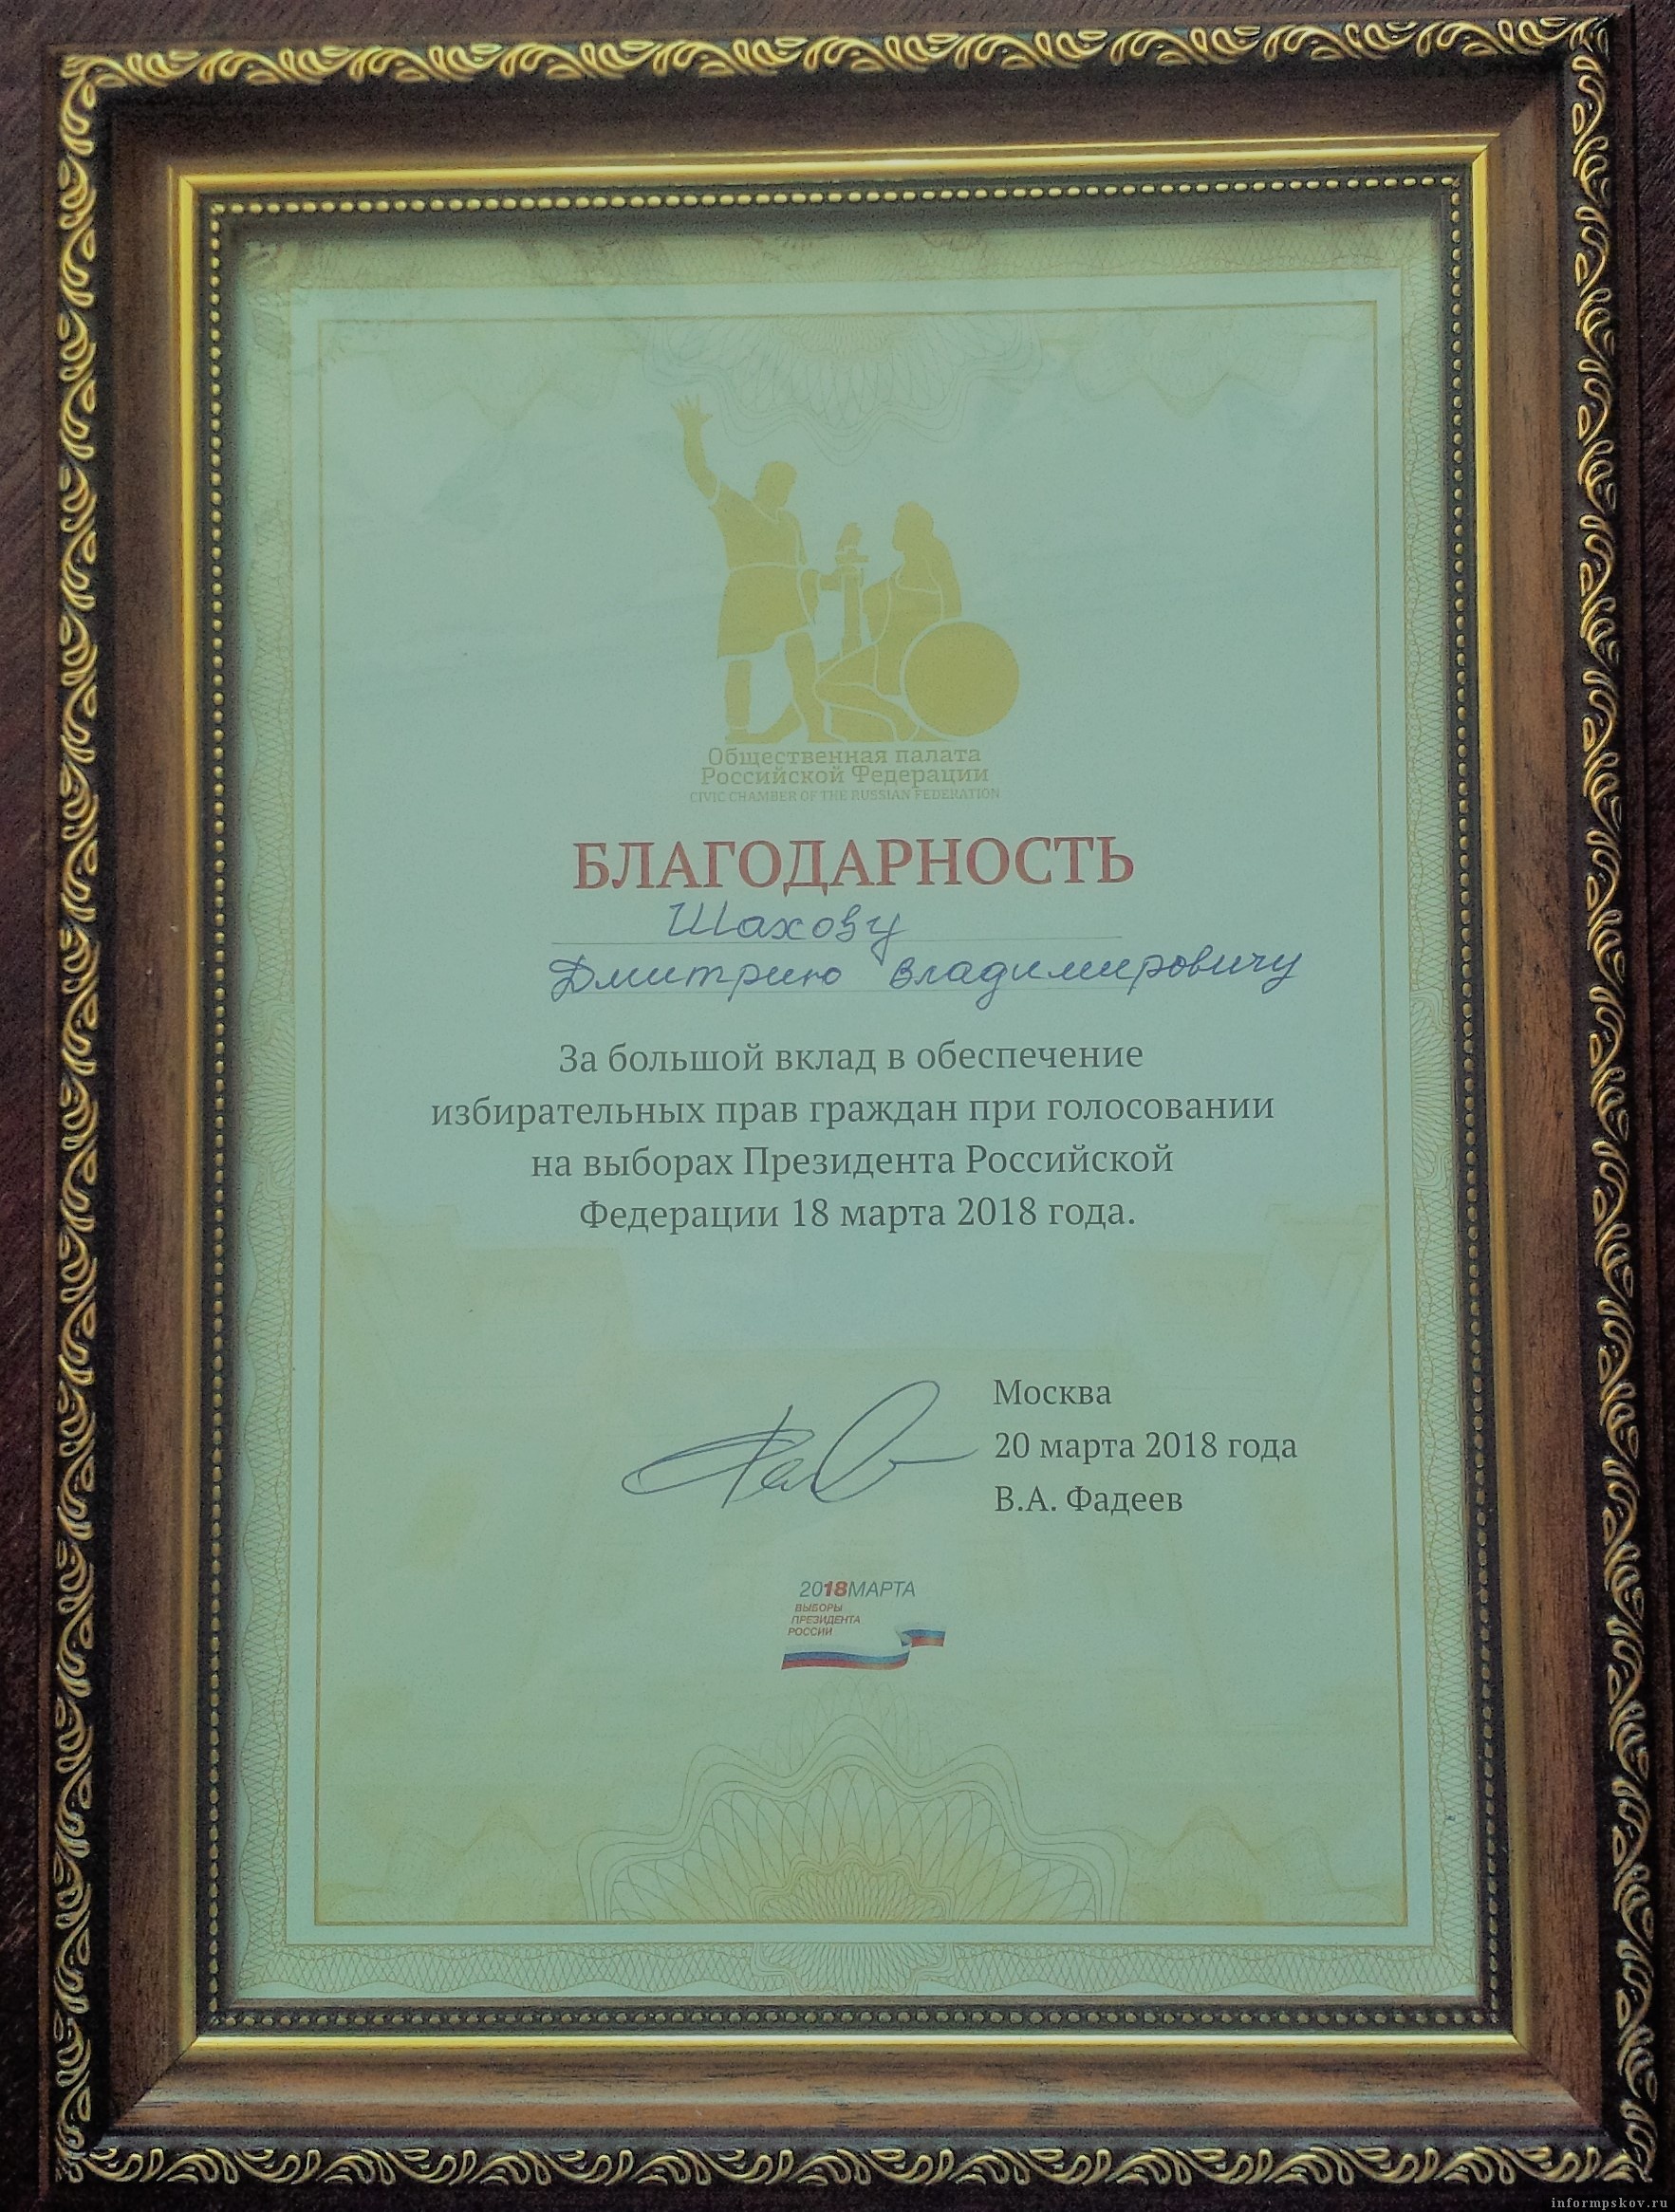 Общественная палата
Российской Федерации
CIVIC CHAMBER OF THE RUSSIAN FEDERATION
БЛАГОДАРНОСТЬ
Шахову
Дмитрию Владимировичу
За большой вклад в обеспечение
избирательных прав граждан при голосовании
на выборах Президента Российской
Федерации 18 марта 2018 года.
Москва
20 марта 2018 года
В.А. Фадеев
2018МАРТА
ВЫБОРЫ
ПРЕЗИДЕНТА
РОССИИ
informpskov.ru